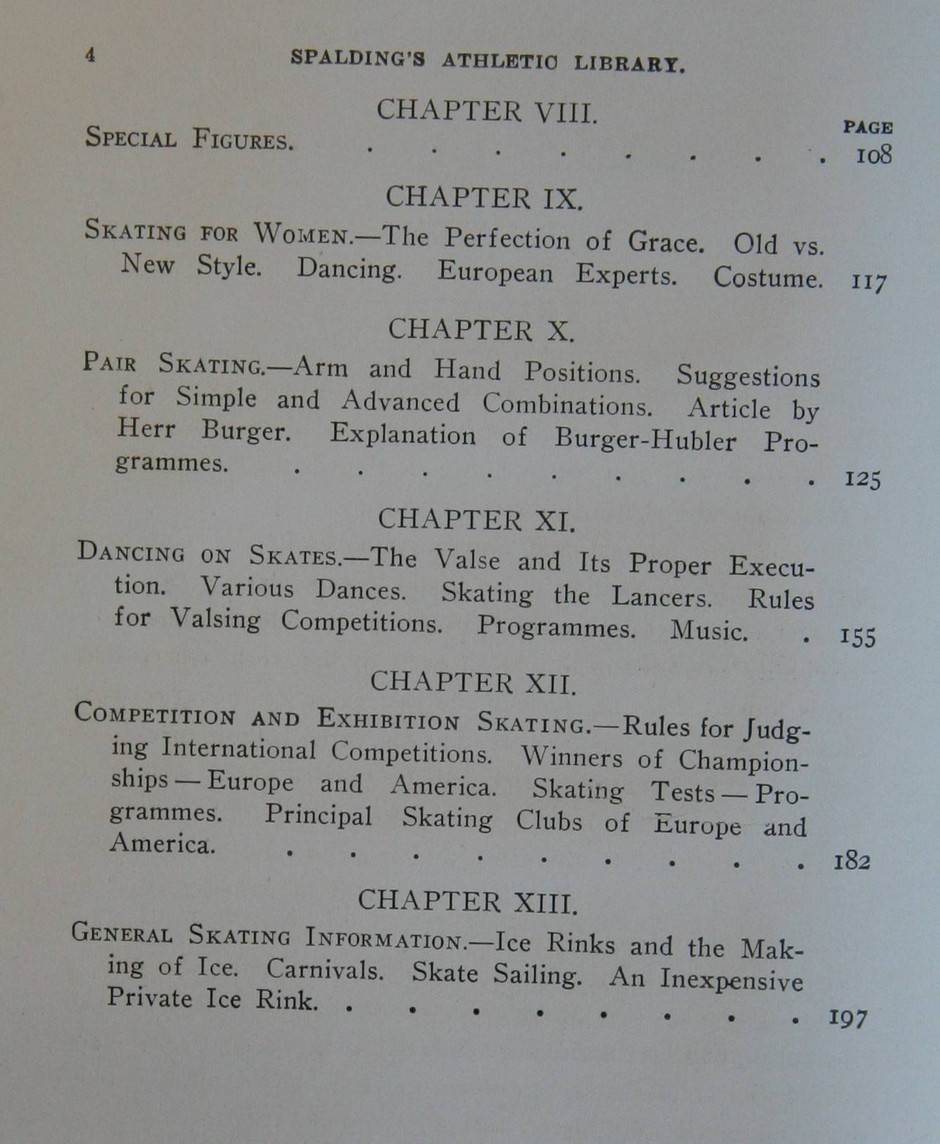 4 SPALDING'S ATHLETIC LIBRARY.
CHAPTER VIII.
PAGE
SPECIAL FIGURES. . . . . . . . . 108
CHAPTER IX.
SKATING FOR WOMEN.—The Perfection of Grace. Old vs.
New Style. Dancing. European Experts. Costume. 117
CHAPTER X.
PAIR SKATING.—Arm and Hand Positions. Suggestions
for Simple and Advanced Combinations. Article by
Herr Burger. Explanation of Burger-Hubler Pro-
grammes. . . . . . . . . . 125
CHAPTER XI.
DANCING ON SKATES.—The Valse and Its Proper Execu-
tion. Various Dances. Skating the Lancers. Rules
for Valsing Competitions. Programmes. Music. . 155
CHAPTER XII.
COMPETITION AND EXHIBITION SKATING.—Rules for Judg-
ing International Competitions. Winners of Champion-
ships — Europe and America. Skating Tests — Pro-
grammes. Principal Skating Clubs of Europe and
America. . . . . . . . . . 182
CHAPTER XIII.
GENERAL SKATING INFORMATION.—Ice Rinks and the Mak-
ing of Ice. Carnivals. Skate Sailing. An Inexpensive
Private Ice Rink. . . . . . . . . 197